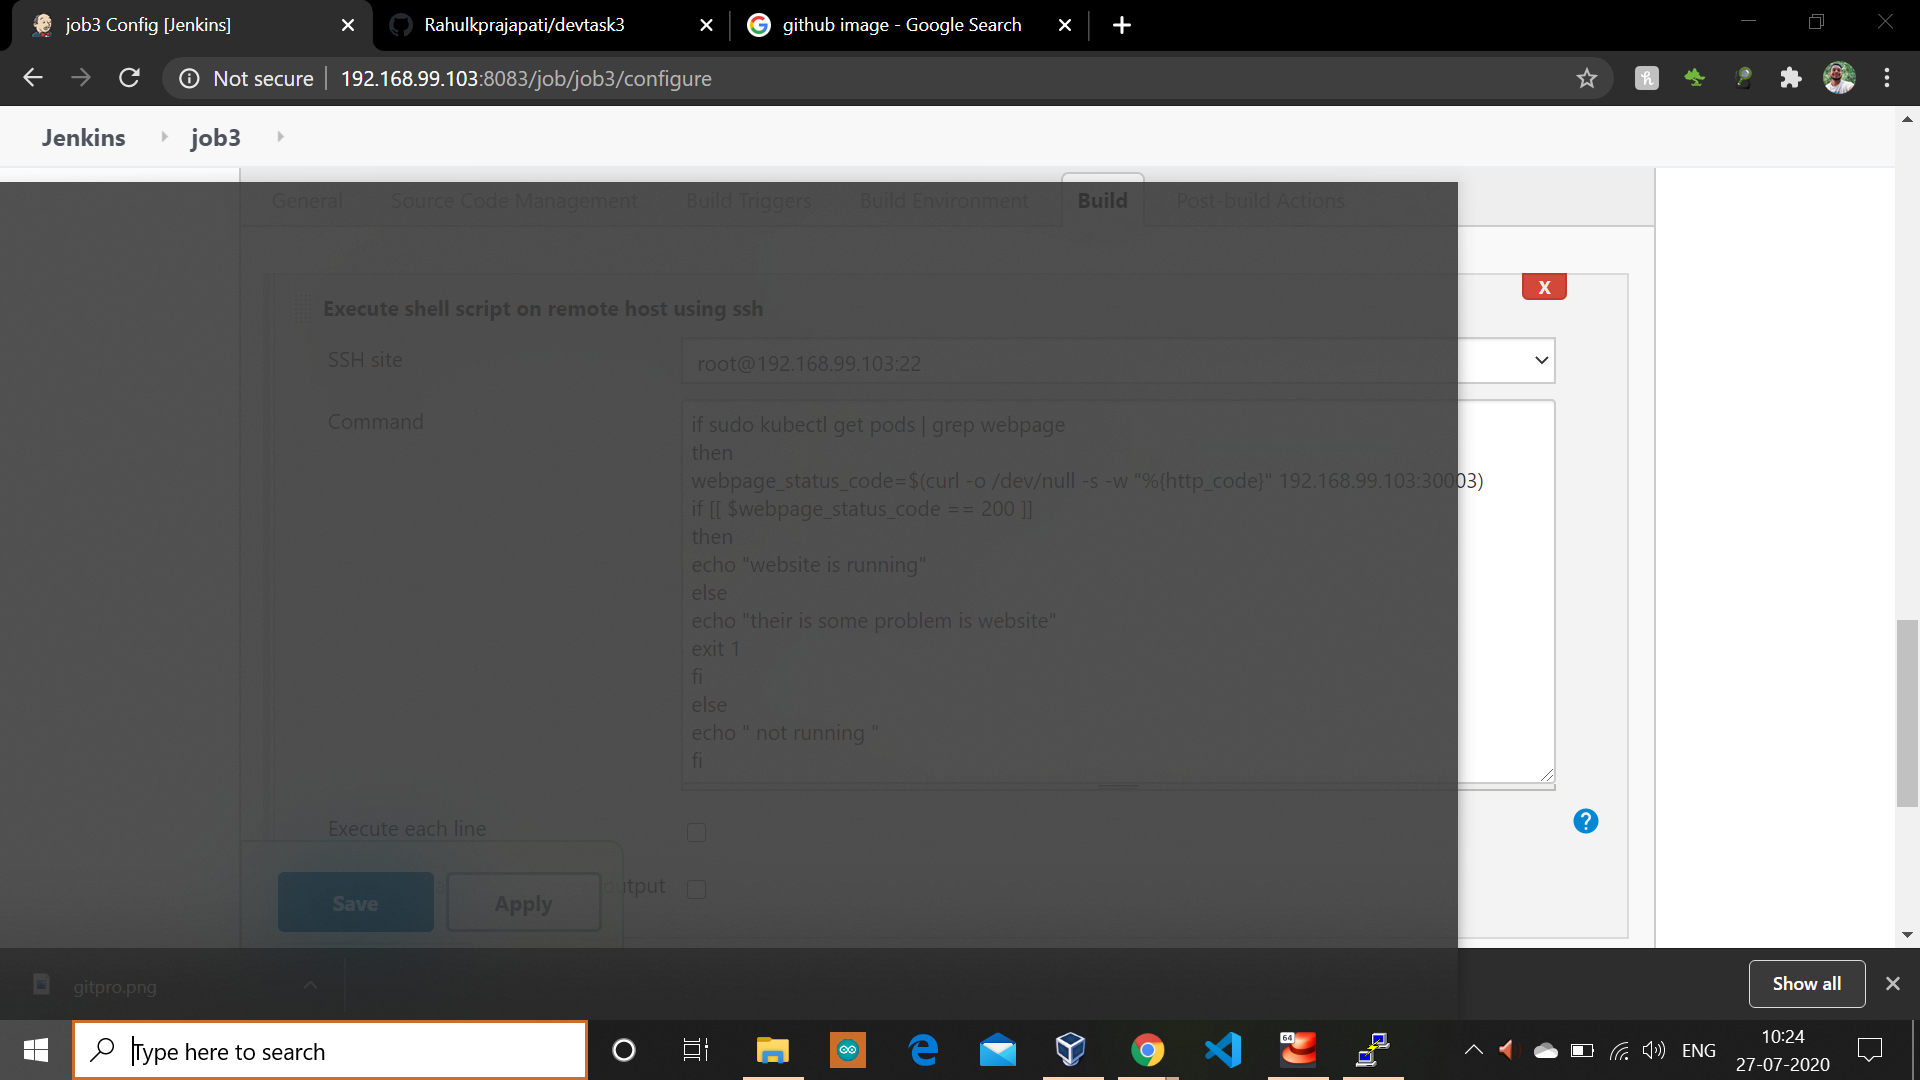 job3 Config [Jenkins]
Rahulkprajapati/devtask3
github image - Google Search
Not secure
192.168.99.103:8083/job/job3/configure
Jenkins
job3
General
Source Code Management
Build Triggers
Build Environment
Build
Post-build Actions
X
Execute shell script on remote host using ssh
SSH site
root@192.168.99.103:22
Command
if sudo kubectl get pods | grep webpage
then
webpage_status_code=$(curl -o /dev/null -s -w "%{http_code}" 192.168.99.103:30003)
if [[ $webpage_status_code == 200 ]]
then
echo "website is running"
else
echo "their is some problem is website"
exit 1
fi
else
echo " not running "
fi
Execute each line
?
Save
Apply
gitpro.png
Show all
Type here to search
64
ENG
10:24
27-07-2020